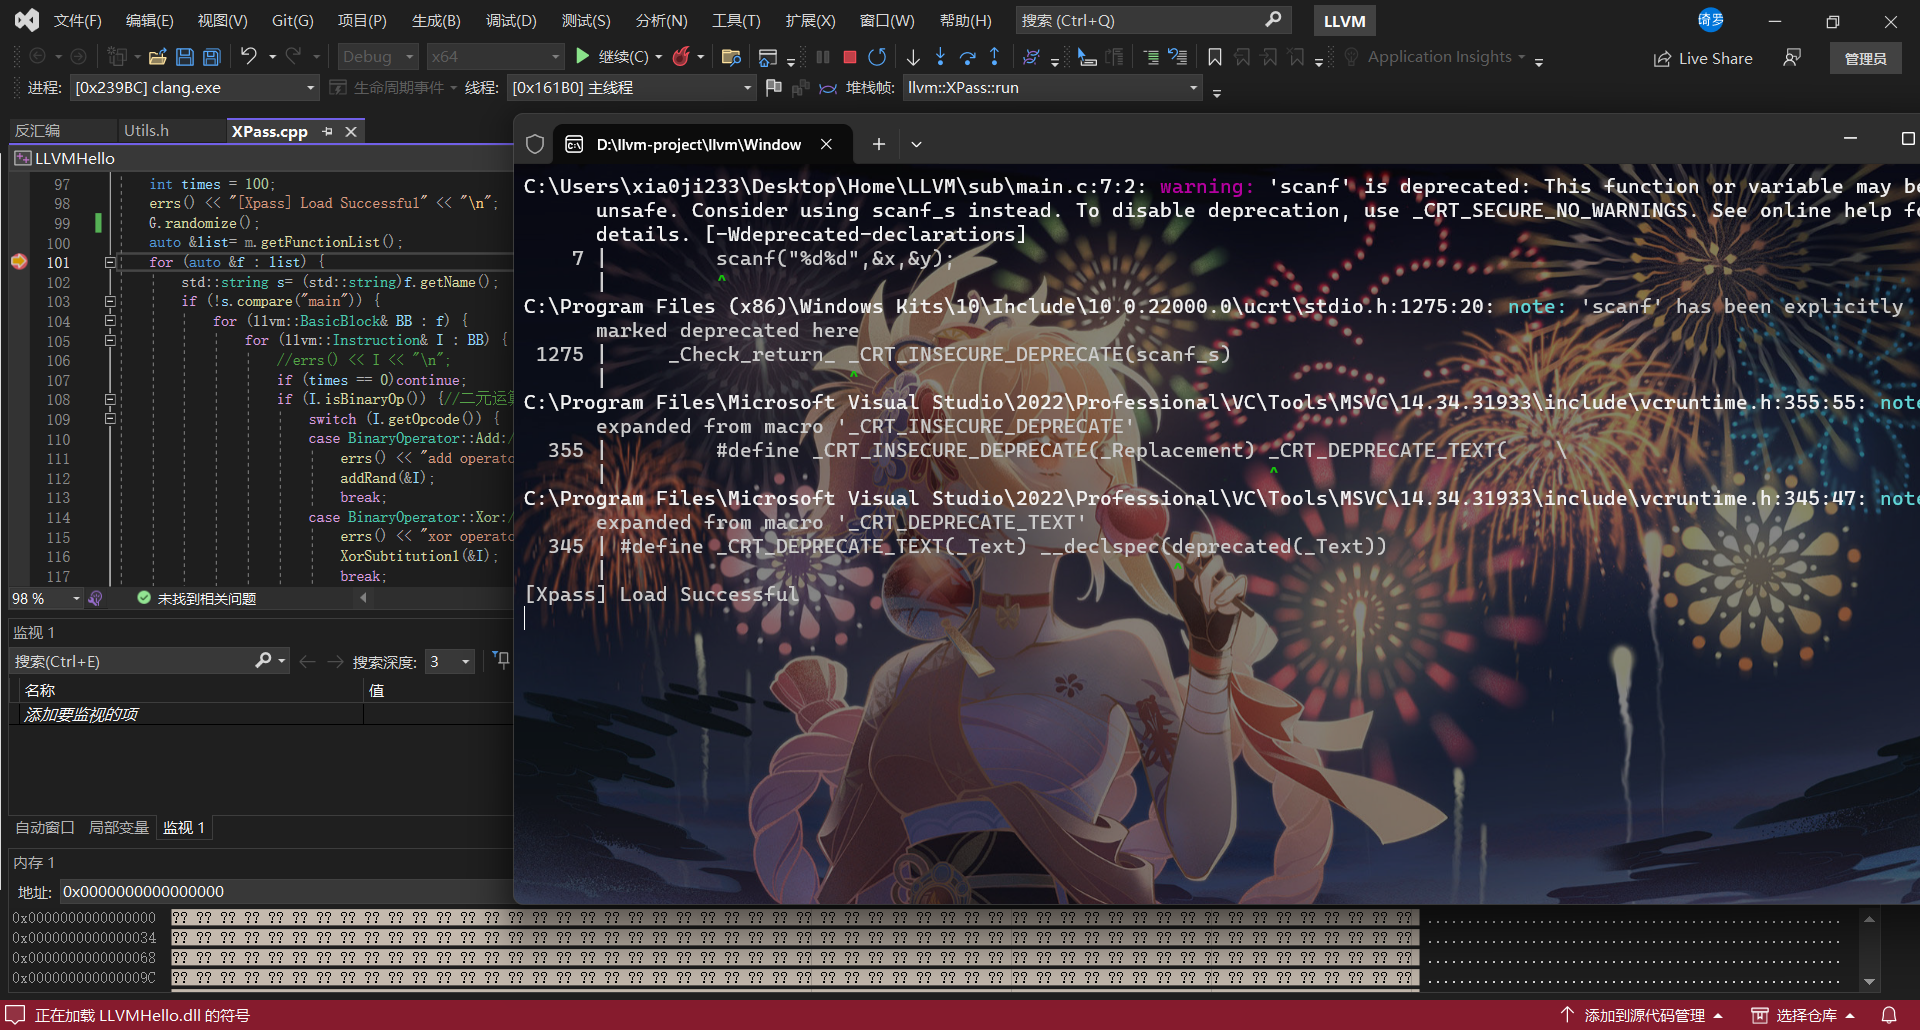 文件(F) 编辑(E) 视图(V) Git(G) 项目(P) 生成(B) 调试(D) 测试(S) 分析(N) 工具(T) 扩展(X) 窗口(W) 帮助(H) 搜索 (Ctrl+Q) LLVM 琦罗
Debug x64 继续(C) Application Insights Live Share 管理员
进程: [0x239BC] clang.exe 生命周期事件 线程: [0x161B0] 主线程 堆栈帧: llvm::XPass::run
反汇编 Utils.h XPass.cpp
LLVMHello
97 int times = 100;
98 errs() << "[Xpass] Load Successful" << "\n";
99 G.randomize();
100 auto &list= m.getFunctionList();
101 for (auto &f : list) {
102 std::string s= (std::string)f.getName();
103 if (!s.compare("main")) {
104 for (llvm::BasicBlock& BB : f) {
105 for (llvm::Instruction& I : BB) {
106 //errs() << I << "\n";
107 if (times == 0)continue;
108 if (I.isBinaryOp()) {//二元运算
109 switch (I.getOpcode()) {
110 case BinaryOperator::Add:/
111 errs() << "add operato
112 addRand(&I);
113 break;
114 case BinaryOperator::Xor:/
115 errs() << "xor operato
116 XorSubtitution1(&I);
117 break;
98 % 未找到相关问题
监视 1
搜索(Ctrl+E) 搜索深度: 3
名称 值
添加要监视的项
自动窗口 局部变量 监视 1
D:\llvm-project\llvm\Window
C:\Users\xia0ji233\Desktop\Home\LLVM\sub\main.c:7:2: warning: 'scanf' is deprecated: This function or variable may be
unsafe. Consider using scanf_s instead. To disable deprecation, use _CRT_SECURE_NO_WARNINGS. See online help fo
details. [-Wdeprecated-declarations]
7 | scanf("%d%d",&x,&y);
| ^
C:\Program Files (x86)\Windows Kits\10\Include\10.0.22000.0\ucrt\stdio.h:1275:20: note: 'scanf' has been explicitly
marked deprecated here
1275 | _Check_return_ _CRT_INSECURE_DEPRECATE(scanf_s)
| ^
C:\Program Files\Microsoft Visual Studio\2022\Professional\VC\Tools\MSVC\14.34.31933\include\vcruntime.h:355:55: note
expanded from macro '_CRT_INSECURE_DEPRECATE'
355 | #define _CRT_INSECURE_DEPRECATE(_Replacement) _CRT_DEPRECATE_TEXT( \
| ^
C:\Program Files\Microsoft Visual Studio\2022\Professional\VC\Tools\MSVC\14.34.31933\include\vcruntime.h:345:47: note
expanded from macro '_CRT_DEPRECATE_TEXT'
345 | #define _CRT_DEPRECATE_TEXT(_Text) __declspec(deprecated(_Text))
| ^
[Xpass] Load Successful
内存 1
地址: 0x0000000000000000
0x0000000000000000 ?? ?? ?? ?? ?? ?? ?? ?? ?? ?? ?? ?? ?? ?? ?? ?? ?? ?? ?? ?? ?? ?? ?? ?? ?? ?? ?? ?? ?? ?? ?? ?? ?? ?? ?? ?? ?? ?? ?? ?? ?? ?? ?? ?? ?? ?? ?? ?? ?? ?? ?? ?? ....................................................
0x0000000000000034 ?? ?? ?? ?? ?? ?? ?? ?? ?? ?? ?? ?? ?? ?? ?? ?? ?? ?? ?? ?? ?? ?? ?? ?? ?? ?? ?? ?? ?? ?? ?? ?? ?? ?? ?? ?? ?? ?? ?? ?? ?? ?? ?? ?? ?? ?? ?? ?? ?? ?? ?? ?? ....................................................
0x0000000000000068 ?? ?? ?? ?? ?? ?? ?? ?? ?? ?? ?? ?? ?? ?? ?? ?? ?? ?? ?? ?? ?? ?? ?? ?? ?? ?? ?? ?? ?? ?? ?? ?? ?? ?? ?? ?? ?? ?? ?? ?? ?? ?? ?? ?? ?? ?? ?? ?? ?? ?? ?? ?? ....................................................
0x000000000000009C ?? ?? ?? ?? ?? ?? ?? ?? ?? ?? ?? ?? ?? ?? ?? ?? ?? ?? ?? ?? ?? ?? ?? ?? ?? ?? ?? ?? ?? ?? ?? ?? ?? ?? ?? ?? ?? ?? ?? ?? ?? ?? ?? ?? ?? ?? ?? ?? ?? ?? ?? ?? ....................................................
正在加载 LLVMHello.dll 的符号 添加到源代码管理 选择仓库